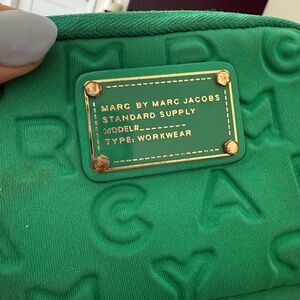 MARC BY MARC JACOBS
STANDARD SUPPLY
MODEL#
TYPE: WORKWEAR